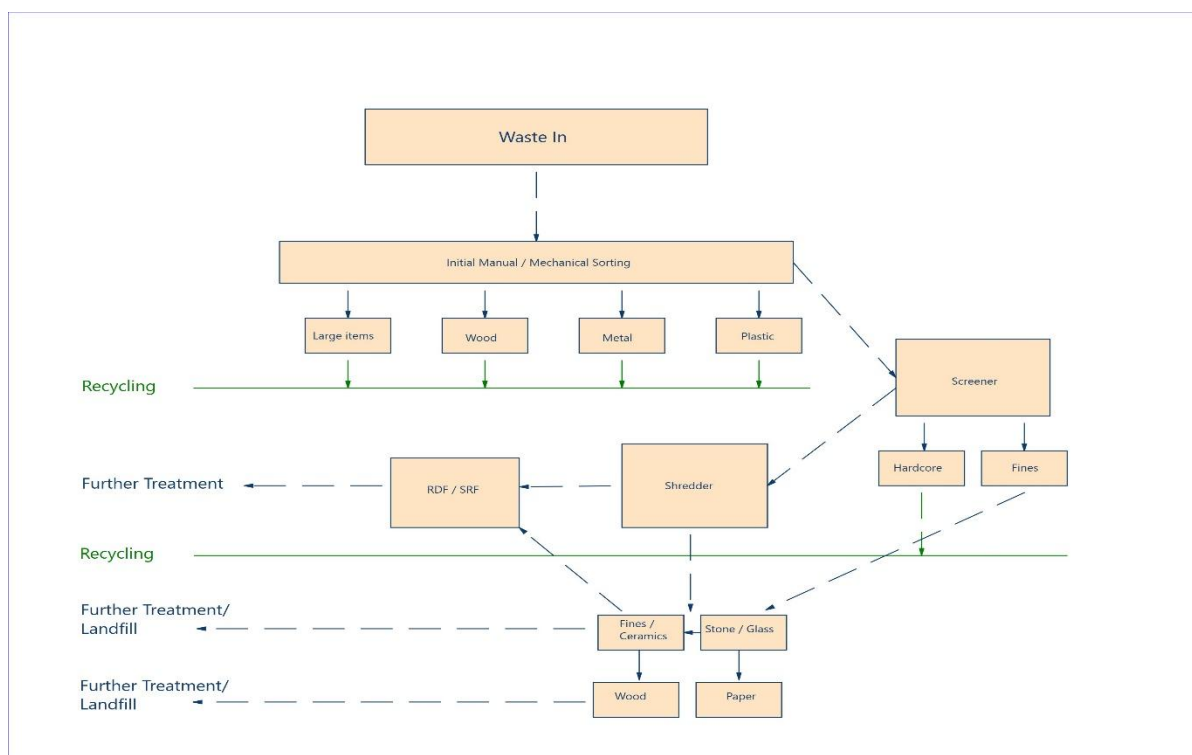 Waste In
Initial Manual / Mechanical Sorting
Large items
Wood
Metal
Plastic
Recycling
Screener
Hardcore
Fines
Further Treatment
RDF / SRF
Shredder
Recycling
Further Treatment/
Landfill
Fines /
Ceramics
Stone / Glass
Further Treatment/
Landfill
Wood
Paper